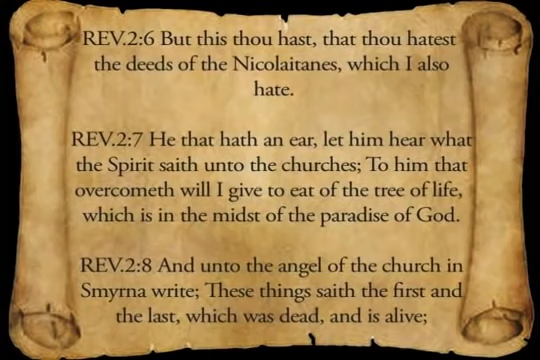 REV.2:6 But this thou hast, that thou hatest
the deeds of the Nicolaitanes, which I also
hate.
REV.2:7 He that hath an ear, let him hear what
the Spirit saith unto the churches; To him that
overcometh will I give to eat of the tree of life,
which is in the midst of the paradise of God.
REV.2:8 And unto the angel of the church in
Smyrna write; These things saith the first and
the last, which was dead, and is alive;